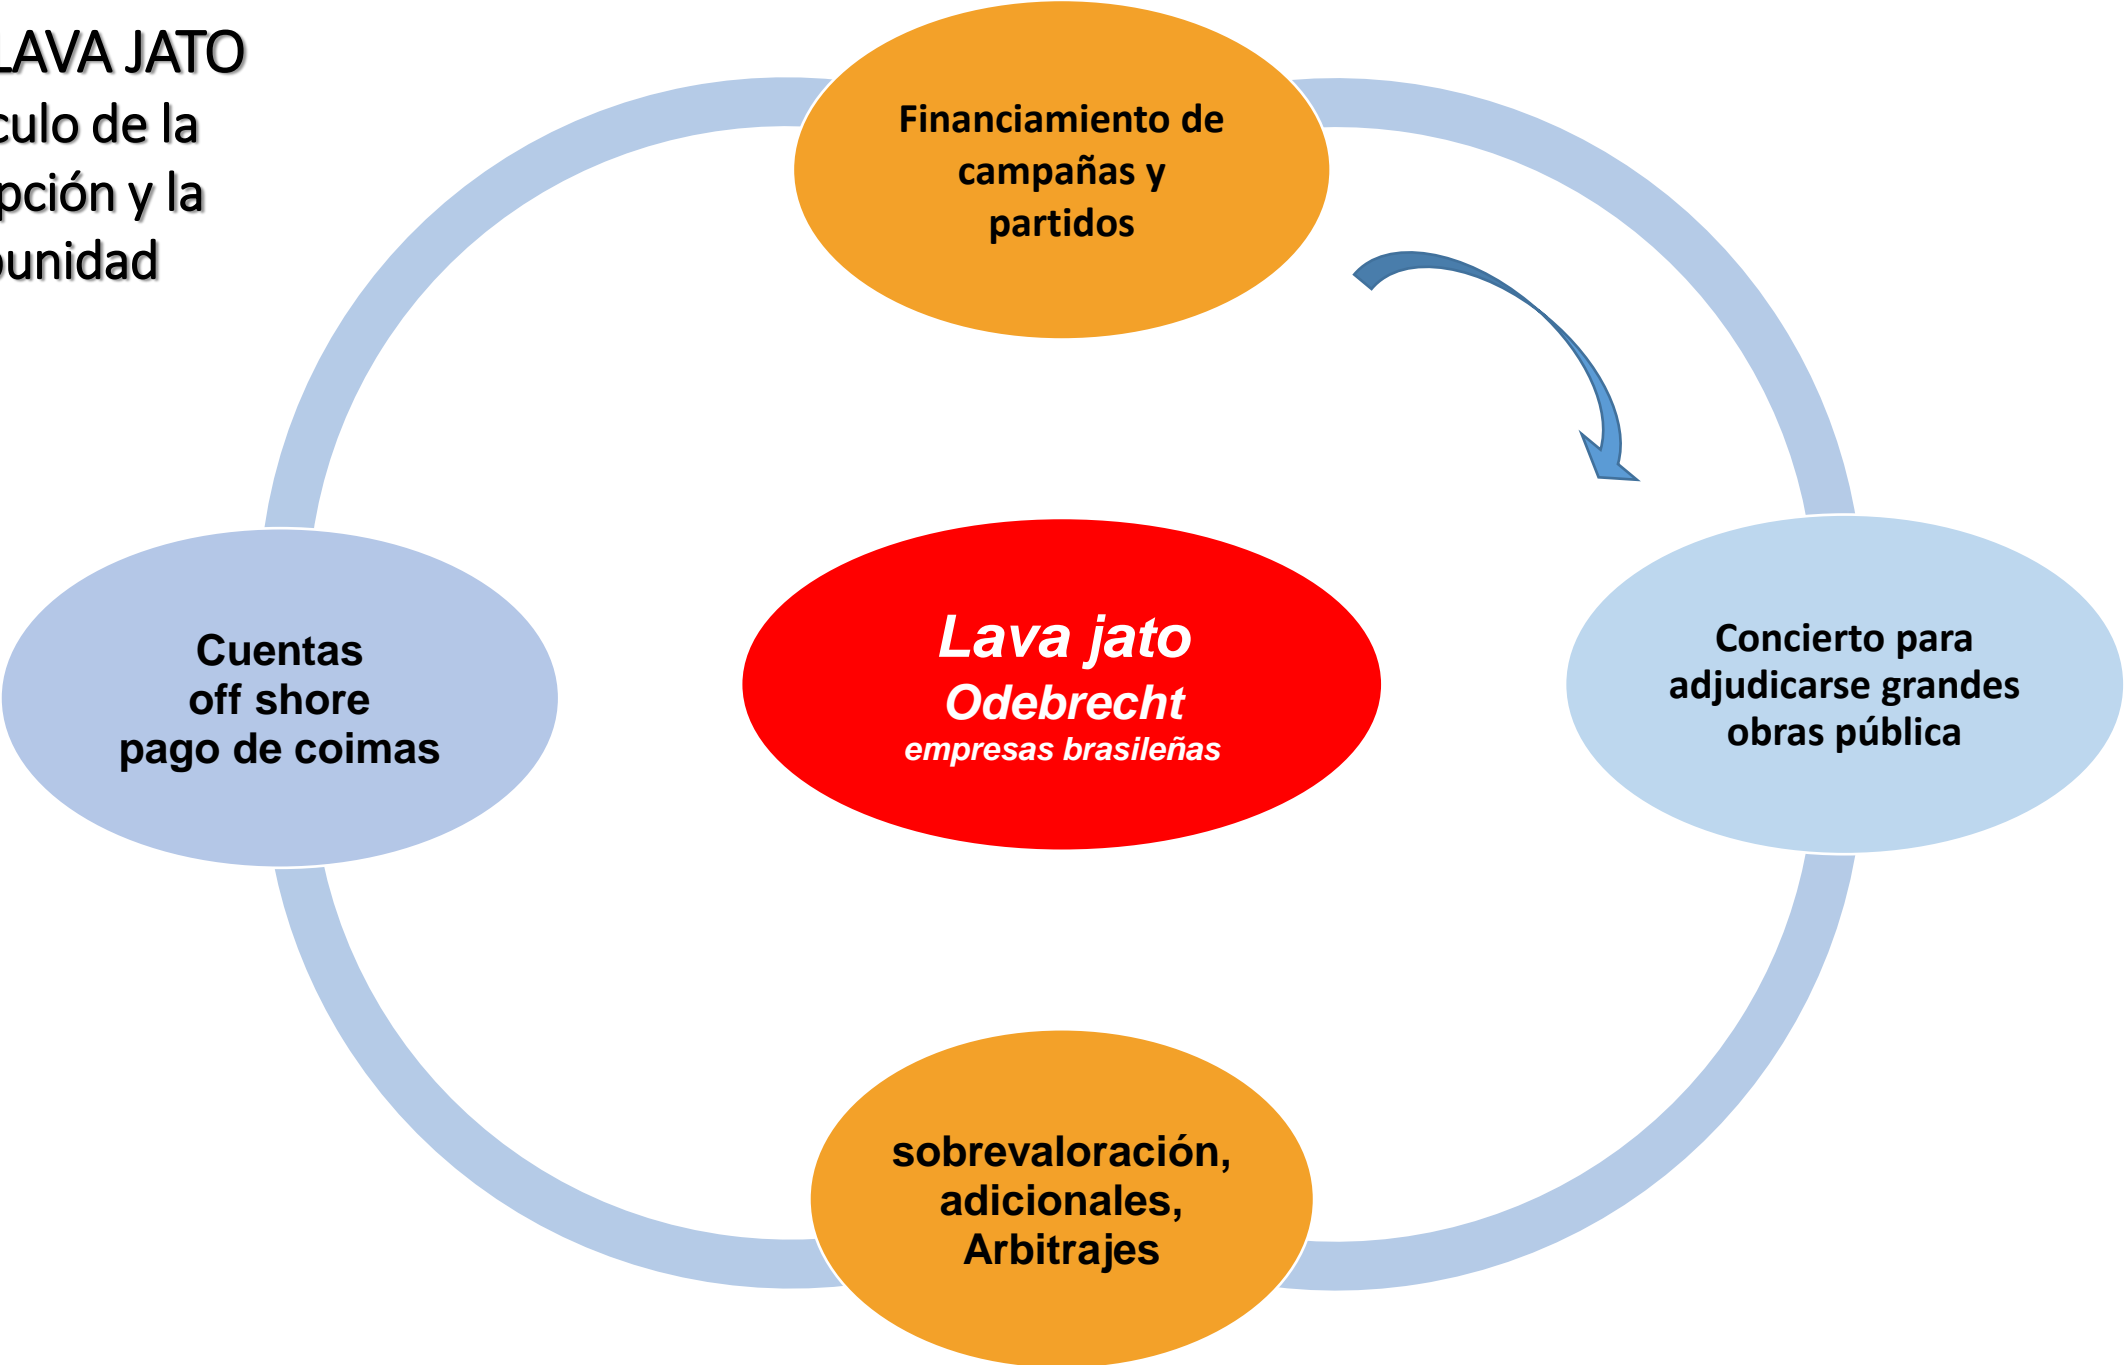 LAVA JATO
culo de la
pción y la
unidad
Financiamiento de
campañas y
partidos
Cuentas
off shore
pago de coimas
Lava jato
Odebrecht
empresas brasileñas
Concierto para
adjudicarse grandes
obras pública
sobrevaloración,
adicionales,
Arbitrajes